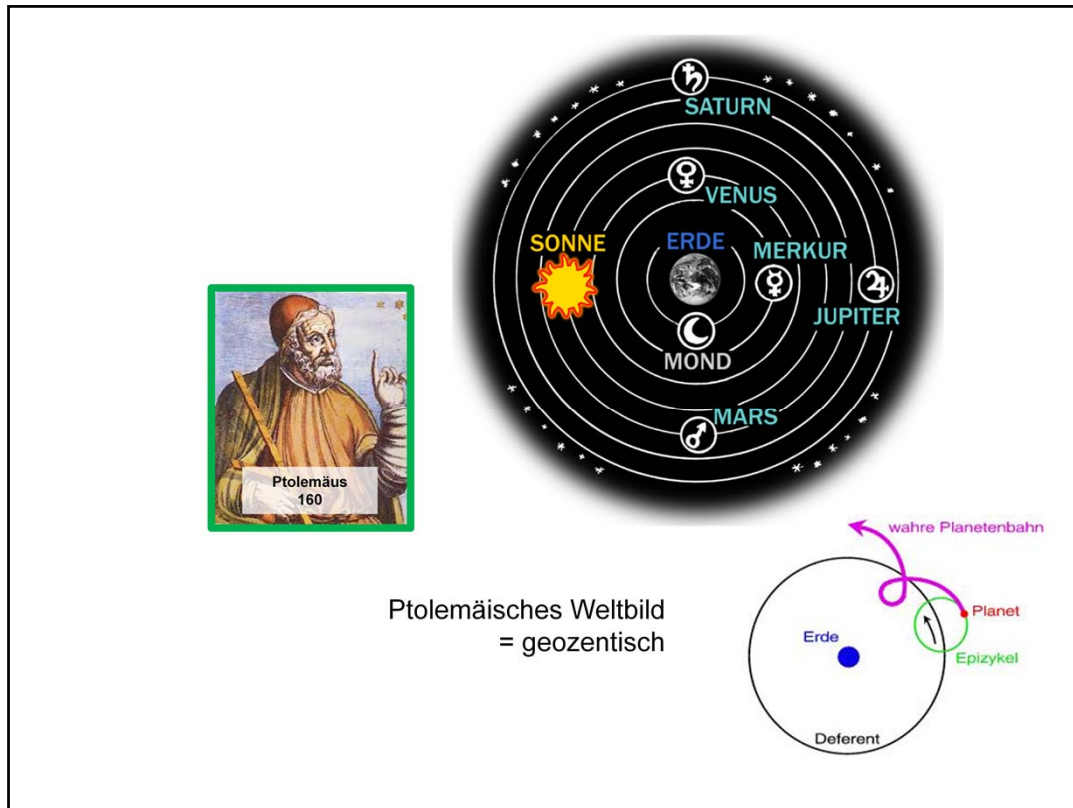 SATURN
VENUS
SONNE
ERDE
MERKUR
JUPITER
MOND
MARS
Ptolemäus
160
wahre Planetenbahn
Ptolemäisches Weltbild
= geozentisch
Planet
Erde
Epizykel
Deferent